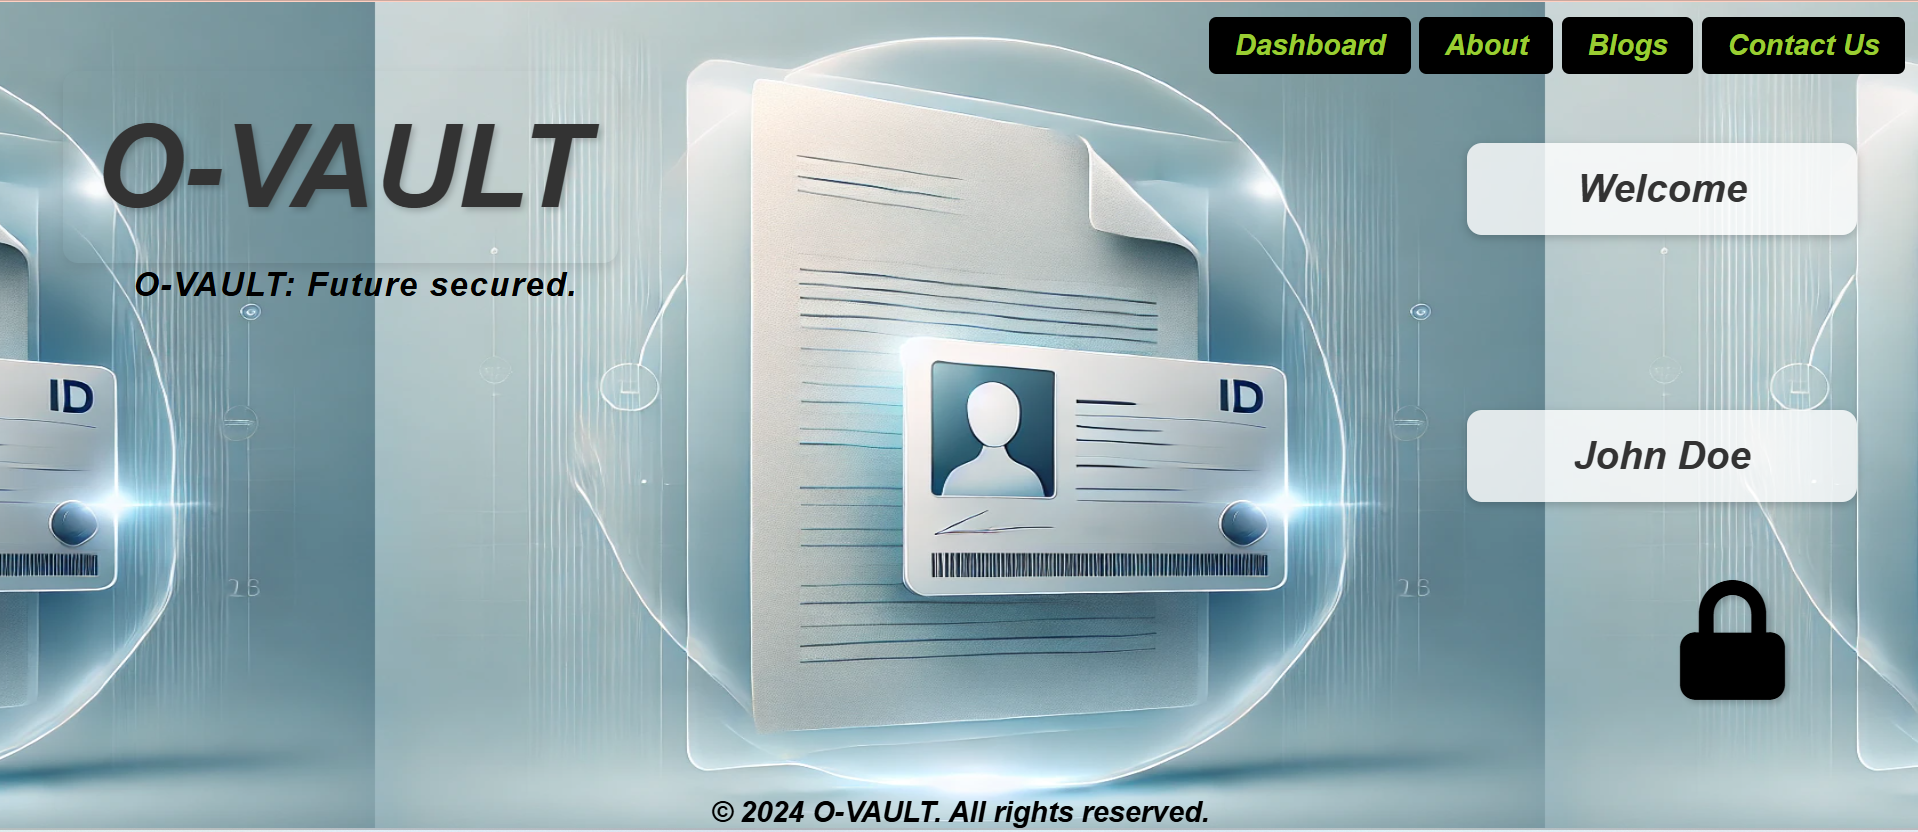 Dashboard About Blogs Contact Us
O-VAULT
O-VAULT: Future secured.
Welcome
ID
ID
John Doe
© 2024 O-VAULT. All rights reserved.